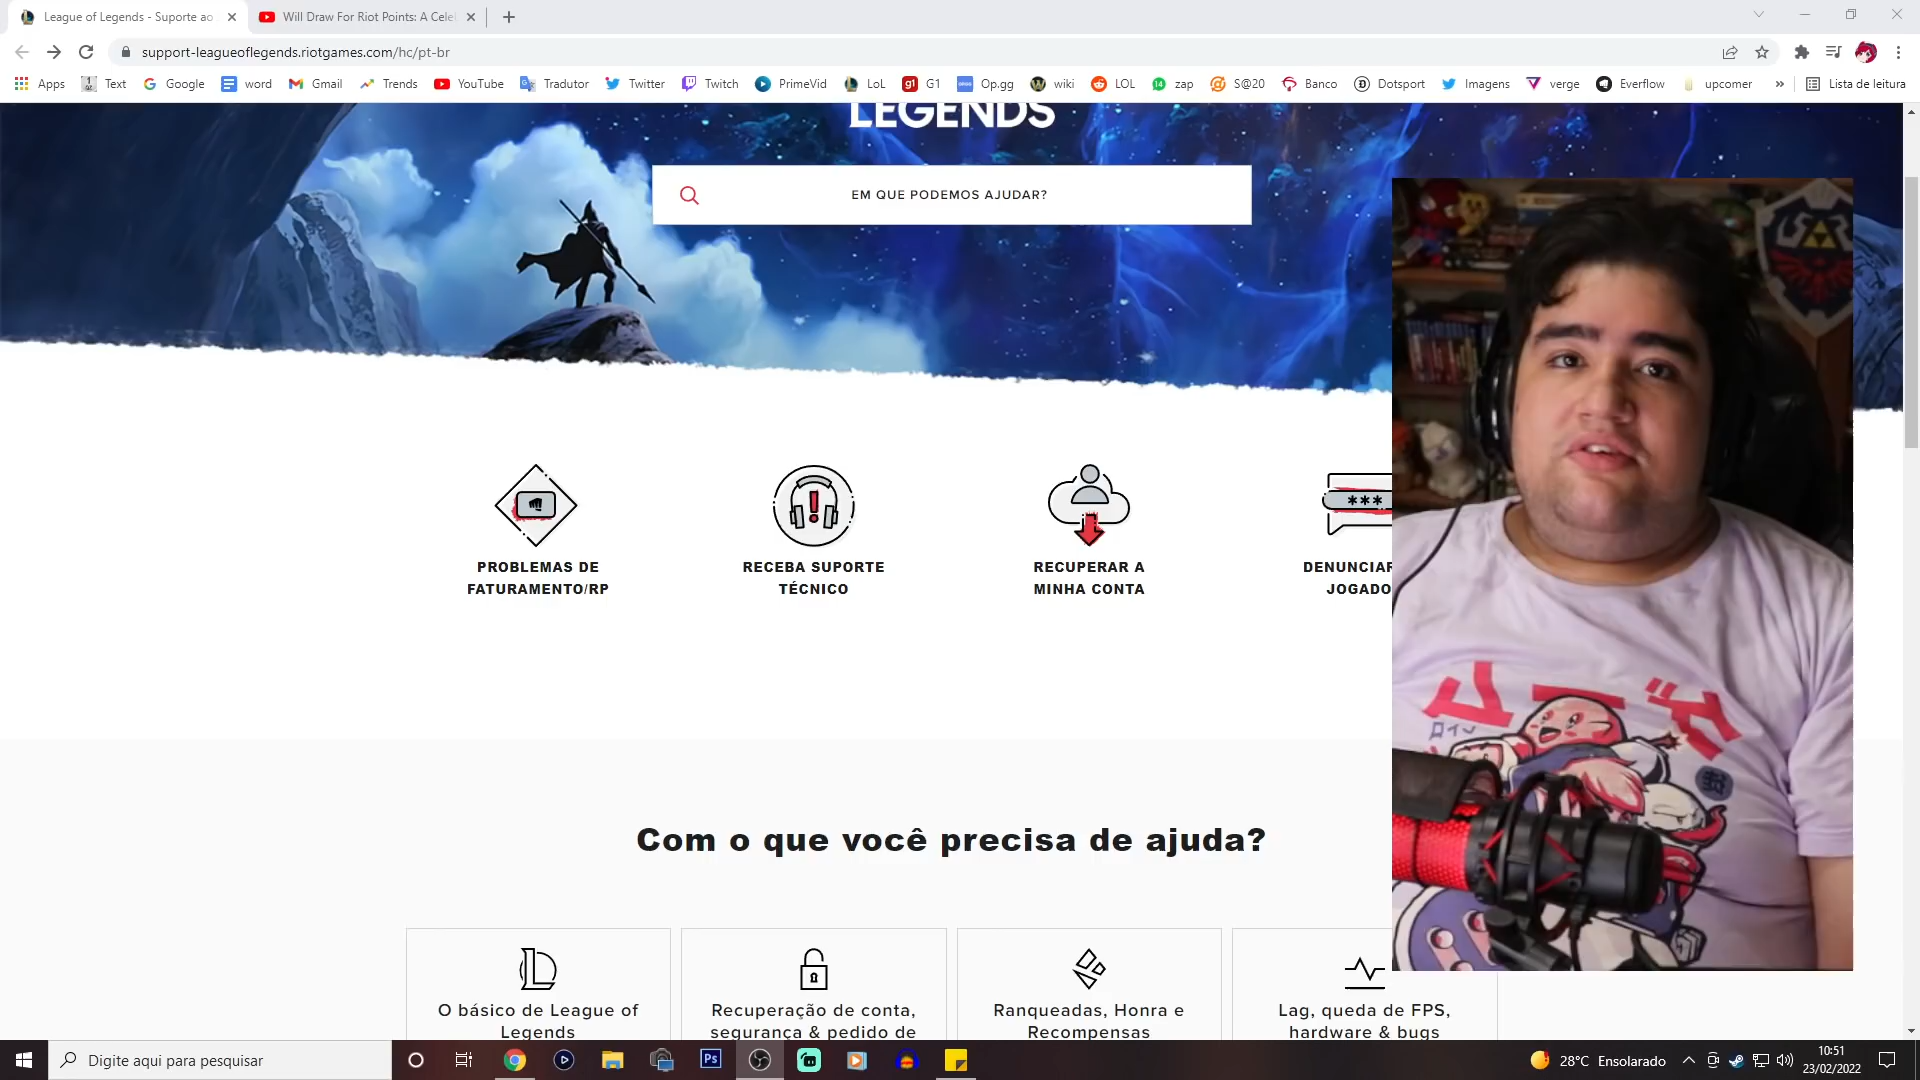 League of Legends - Suporte ao
Will Draw For Riot Points: A Cele
support-leagueoflegends.riotgames.com/hc/pt-br
Apps
Text
Google
word
Gmail
Trends
YouTube
Tradutor
Twitter
Twitch
PrimeVid
LoL
G1
Op.gg
wiki
LOL
zap
S@20
Banco
Dotsport
Imagens
verge
Everflow
upcomer
»
Lista de leitura
LEGENDS
EM QUE PODEMOS AJUDAR?
PROBLEMAS DE
FATURAMENTO/RP
RECEBA SUPORTE
TÉCNICO
RECUPERAR A
MINHA CONTA
***
DENUNCIAR
JOGADO
Com o que você precisa de ajuda?
O básico de League of
Legends
Recuperação de conta,
segurança & pedido de
Ranqueadas, Honra e
Recompensas
Lag, queda de FPS,
hardware & bugs
Digite aqui para pesquisar
Ps
28°C Ensolarado
10:51
23/02/2022